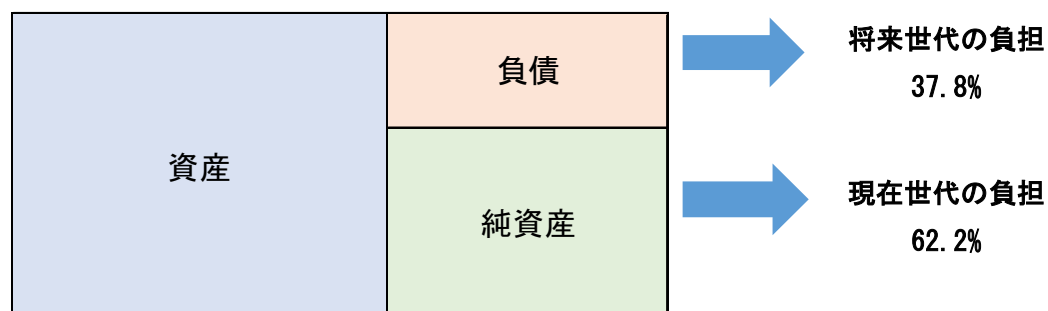 資産
負債
純資産
将来世代の負担
37.8%
現在世代の負担
62.2%